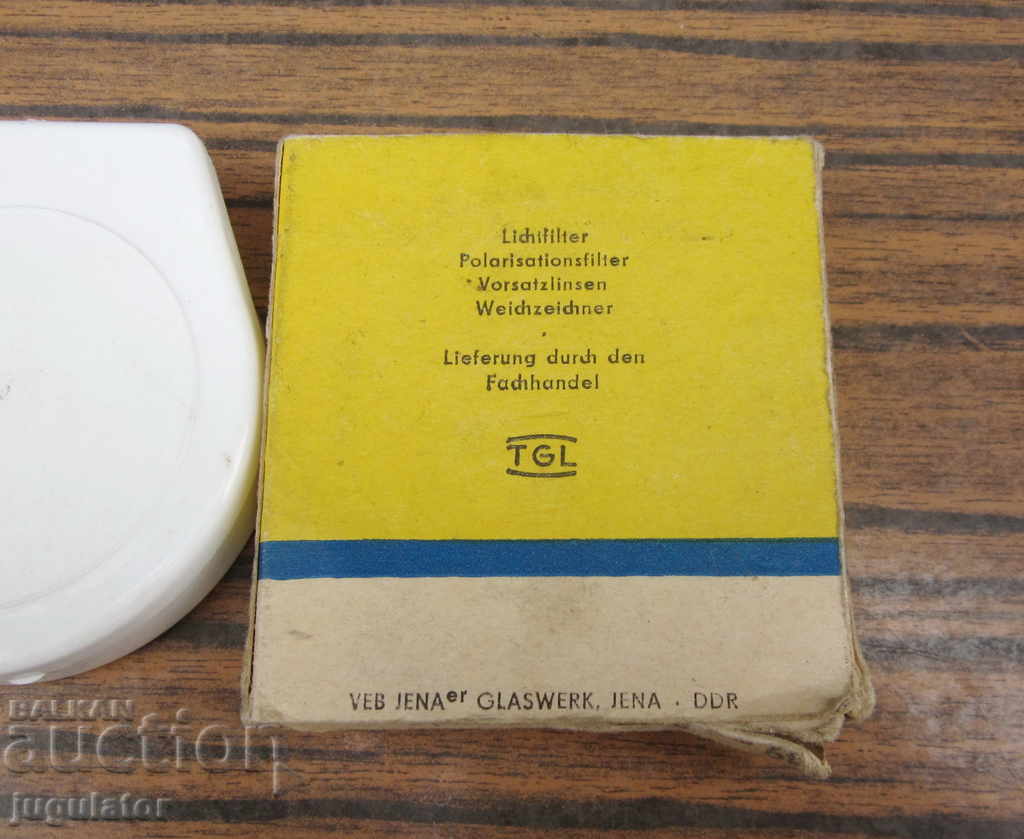 Lichtfilter
Polarisationsfilter
Vorsatzlinsen
Weichzeichner
Lieferung durch den
Fachhandel
TGL
VEB JENAer GLASWERK, JENA · DDR
BALKAN
auction
jugulator